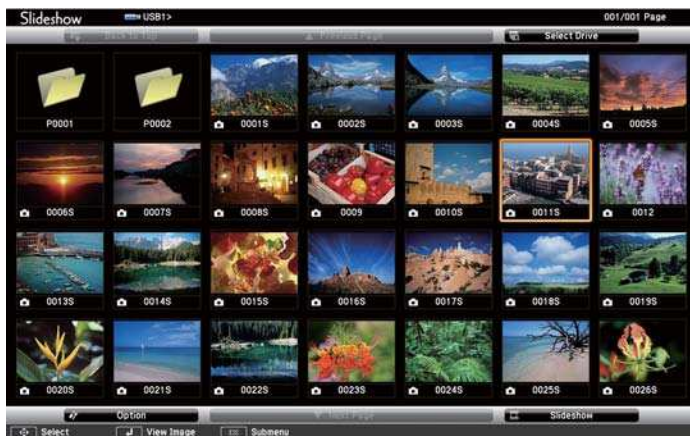 Slideshow USB1> 001/001 Page
Back to Top Previous Page Select Drive
P0001 P0002 0001S 0002S 0003S 0004S 0005S
0006S 0007S 0008S 0009 0010S 0011S 0012
0013S 0014S 0015S 0016S 0017S 0018S 0019S
0020S 0021S 0022S 0023S 0024S 0025S 0026S
Option Next Page Slideshow
Select View Image Submenu